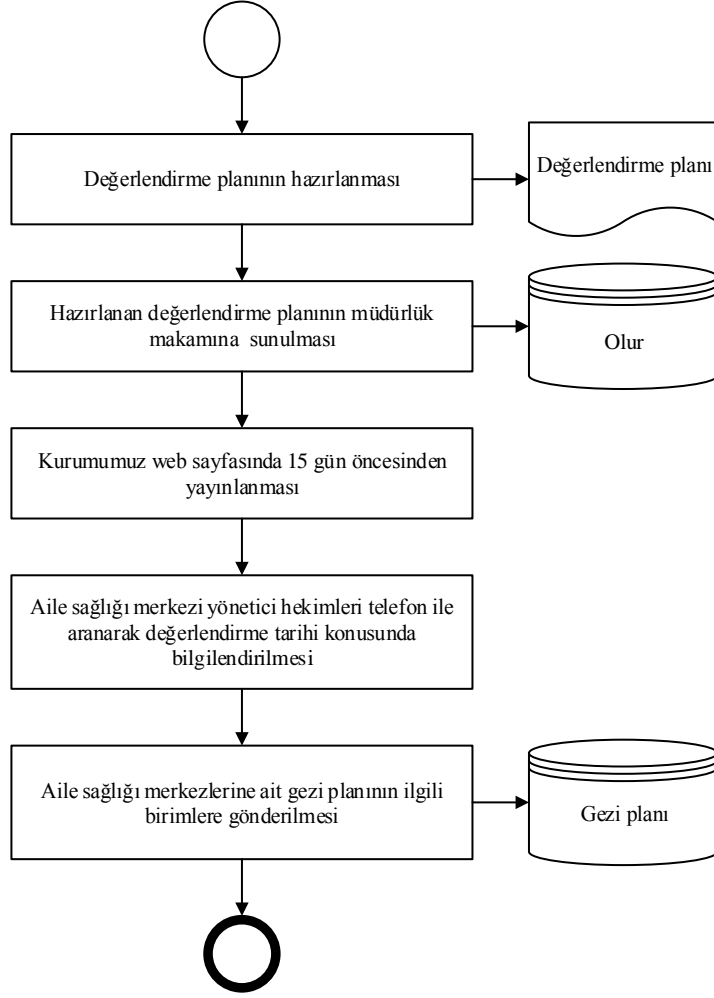 Değerlendirme planının hazırlanması
Değerlendirme planı
Hazırlanan değerlendirme planının müdürlük
makamına sunulması
Olur
Kurumumuz web sayfasında 15 gün öncesinden
yayınlanması
Aile sağlığı merkezi yönetici hekimleri telefon ile
aranarak değerlendirme tarihi konusunda
bilgilendirilmesi
Aile sağlığı merkezlerine ait gezi planının ilgili
birimlere gönderilmesi
Gezi planı